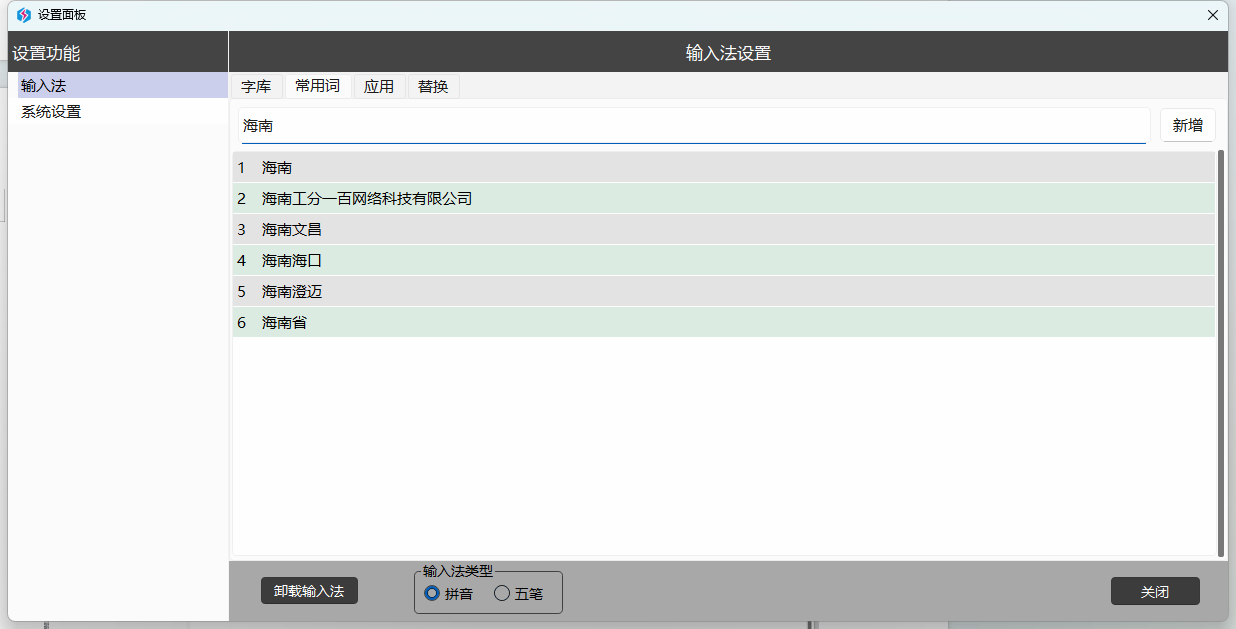 设置面板
设置功能
输入法设置
输入法
系统设置
字库 常用词 应用 替换
海南
新增
1 海南
2 海南工分一百网络科技有限公司
3 海南文昌
4 海南海口
5 海南澄迈
6 海南省
卸载输入法
输入法类型
拼音 五笔
关闭